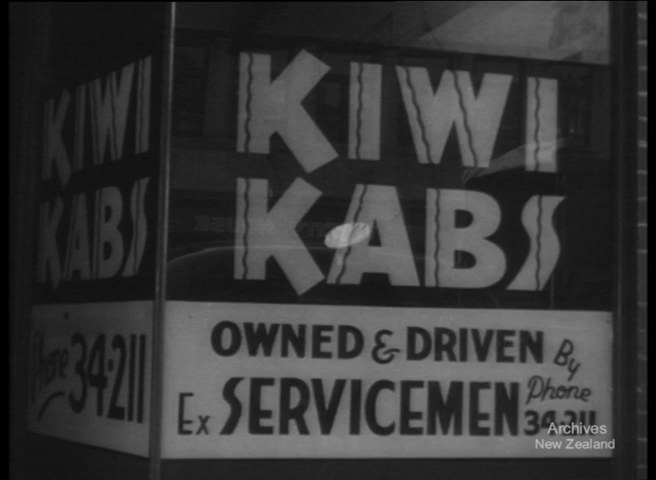 KIWI
KABS
Phone 34·211
KIWI
KABS
OWNED & DRIVEN By
Ex SERVICEMEN Phone
34·211
Archives
New Zealand